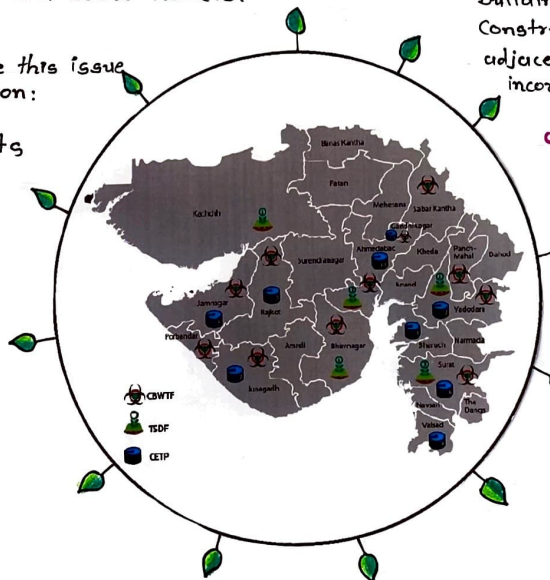 buildin
Constr
e this issue
adjace
on:
incor
ts
Banas Kantha
Patan
Mehesana
Sabar Kantha
Kachchh
Gandhinagar
Surendranagar
Ahmedabad
Kheda
Panch-
Mahal
Dahod
Anand
Jamnagar
Rajkot
Vadodara
Porbandar
Amreli
Bhavnagar
Bharuch
Narmada
Junagadh
Surat
Navsari
The
Dangs
Valsad
CBWTF
TSDF
CETP